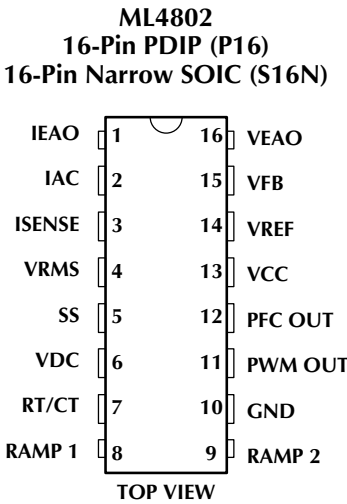 ML4802
16-Pin PDIP (P16)
16-Pin Narrow SOIC (S16N)
IEAO 1 16 VEAO
IAC 2 15 VFB
ISENSE 3 14 VREF
VRMS 4 13 VCC
SS 5 12 PFC OUT
VDC 6 11 PWM OUT
RT/CT 7 10 GND
RAMP 1 8 9 RAMP 2
TOP VIEW